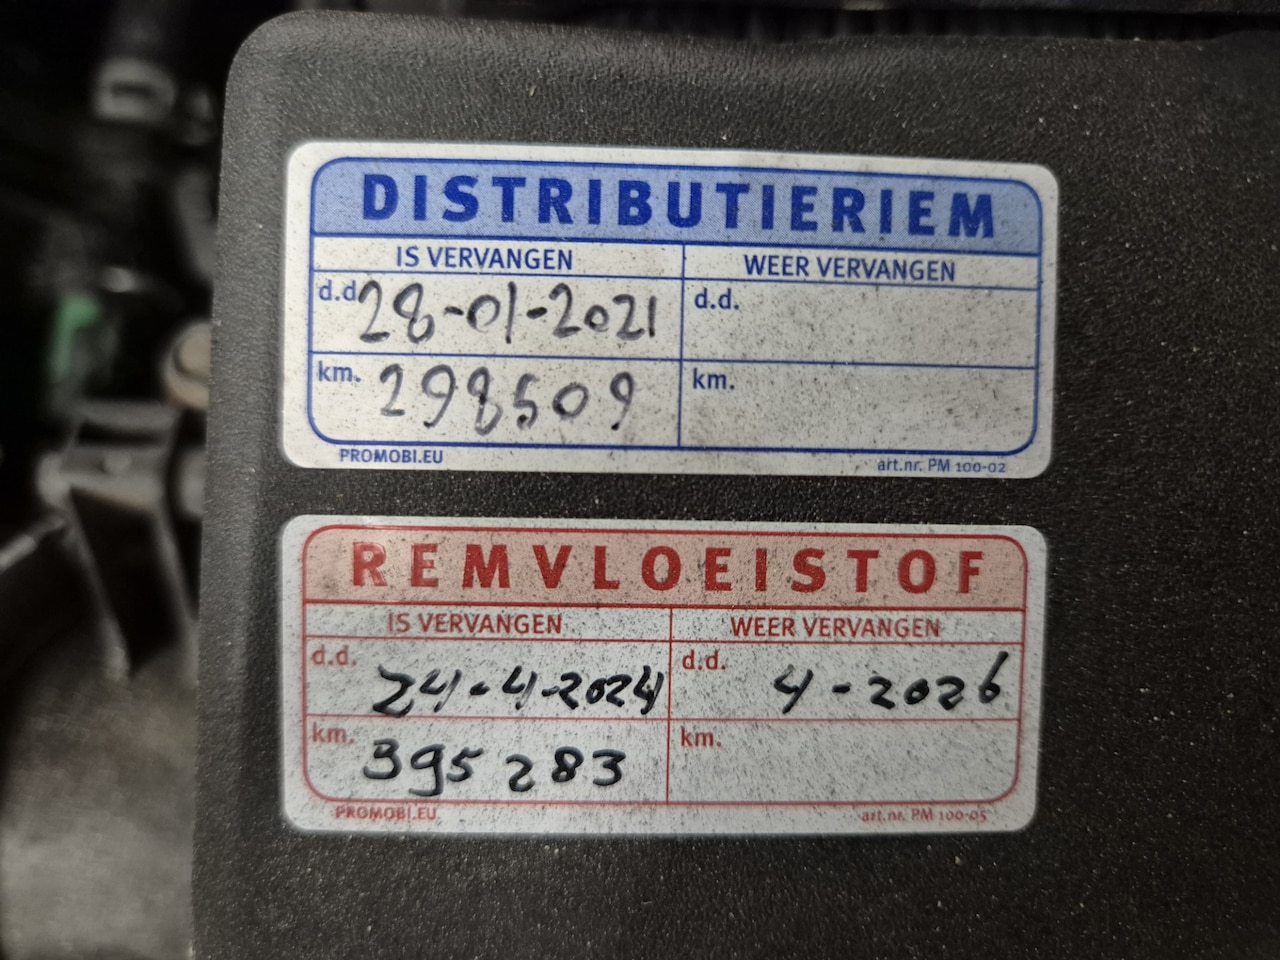 DISTRIBUTIERIEM
IS VERVANGEN WEER VERVANGEN
d.d. 28-01-2021 d.d.
km. 298509 km.
PROMOBI.EU art.nr. PM 100-02
REMVLOEISTOF
IS VERVANGEN WEER VERVANGEN
d.d. 24-4-2024 d.d. 4-2026
km. 395283 km.
PROMOBI.EU art.nr. PM 100-05